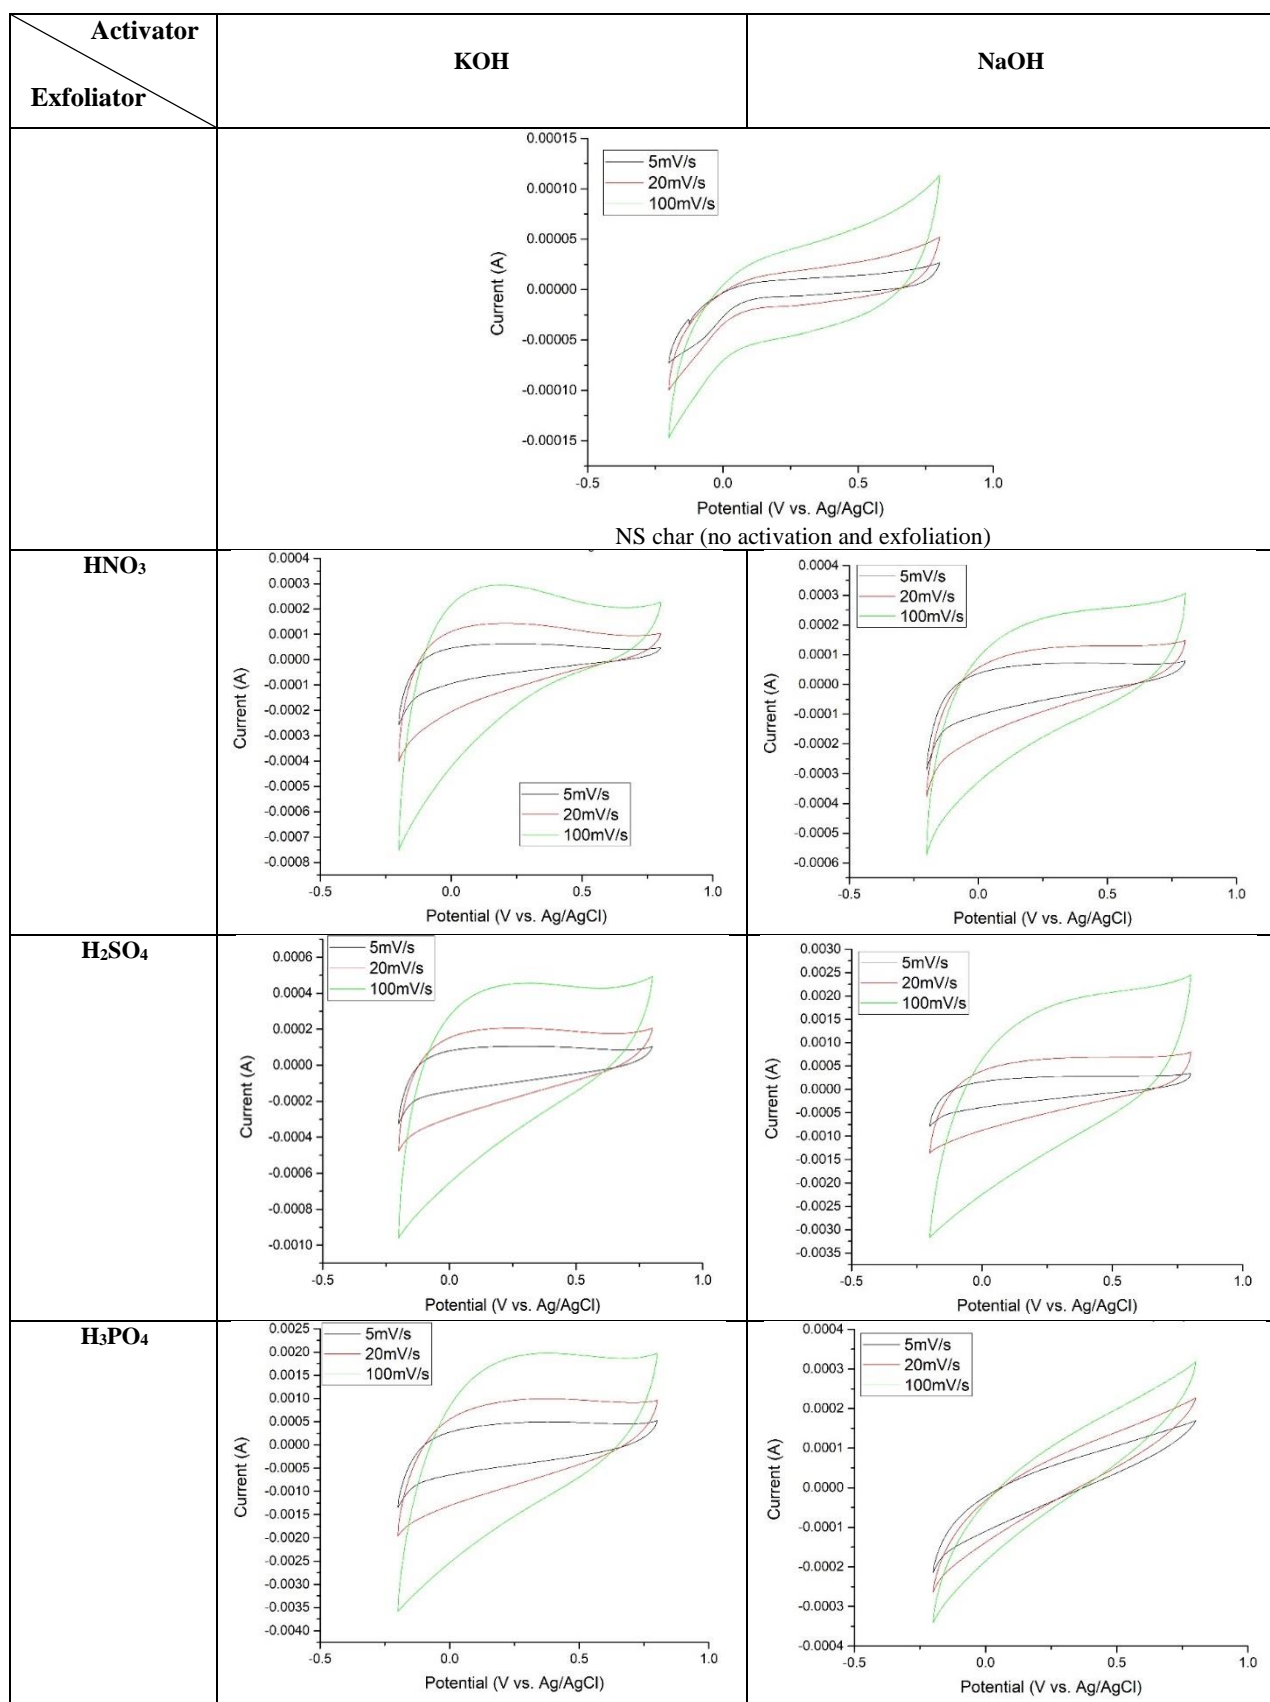 Activator
Exfoliator
KOH
NaOH
0.00015
0.00010
0.00005
0.00000
-0.00005
-0.00010
-0.00015
Current (A)
5mV/s
20mV/s
100mV/s
-0.5
0.0
0.5
1.0
Potential (V vs. Ag/AgCl)
NS char (no activation and exfoliation)
HNO₃
0.0004
0.0003
0.0002
0.0001
0.0000
-0.0001
-0.0002
-0.0003
-0.0004
-0.0005
-0.0006
-0.0007
-0.0008
Current (A)
5mV/s
20mV/s
100mV/s
-0.5
0.0
0.5
1.0
Potential (V vs. Ag/AgCl)
0.0004
0.0003
0.0002
0.0001
0.0000
-0.0001
-0.0002
-0.0003
-0.0004
-0.0005
-0.0006
Current (A)
5mV/s
20mV/s
100mV/s
-0.5
0.0
0.5
1.0
Potential (V vs. Ag/AgCl)
H₂SO₄
0.0006
0.0004
0.0002
0.0000
-0.0002
-0.0004
-0.0006
-0.0008
-0.0010
Current (A)
5mV/s
20mV/s
100mV/s
-0.5
0.0
0.5
1.0
Potential (V vs. Ag/AgCl)
0.0030
0.0025
0.0020
0.0015
0.0010
0.0005
0.0000
-0.0005
-0.0010
-0.0015
-0.0020
-0.0025
-0.0030
-0.0035
Current (A)
5mV/s
20mV/s
100mV/s
-0.5
0.0
0.5
1.0
Potential (V vs. Ag/AgCl)
H₃PO₄
0.0025
0.0020
0.0015
0.0010
0.0005
0.0000
-0.0005
-0.0010
-0.0015
-0.0020
-0.0025
-0.0030
-0.0035
-0.0040
Current (A)
5mV/s
20mV/s
100mV/s
-0.5
0.0
0.5
1.0
Potential (V vs. Ag/AgCl)
0.0004
0.0003
0.0002
0.0001
0.0000
-0.0001
-0.0002
-0.0003
-0.0004
Current (A)
5mV/s
20mV/s
100mV/s
-0.5
0.0
0.5
1.0
Potential (V vs. Ag/AgCl)